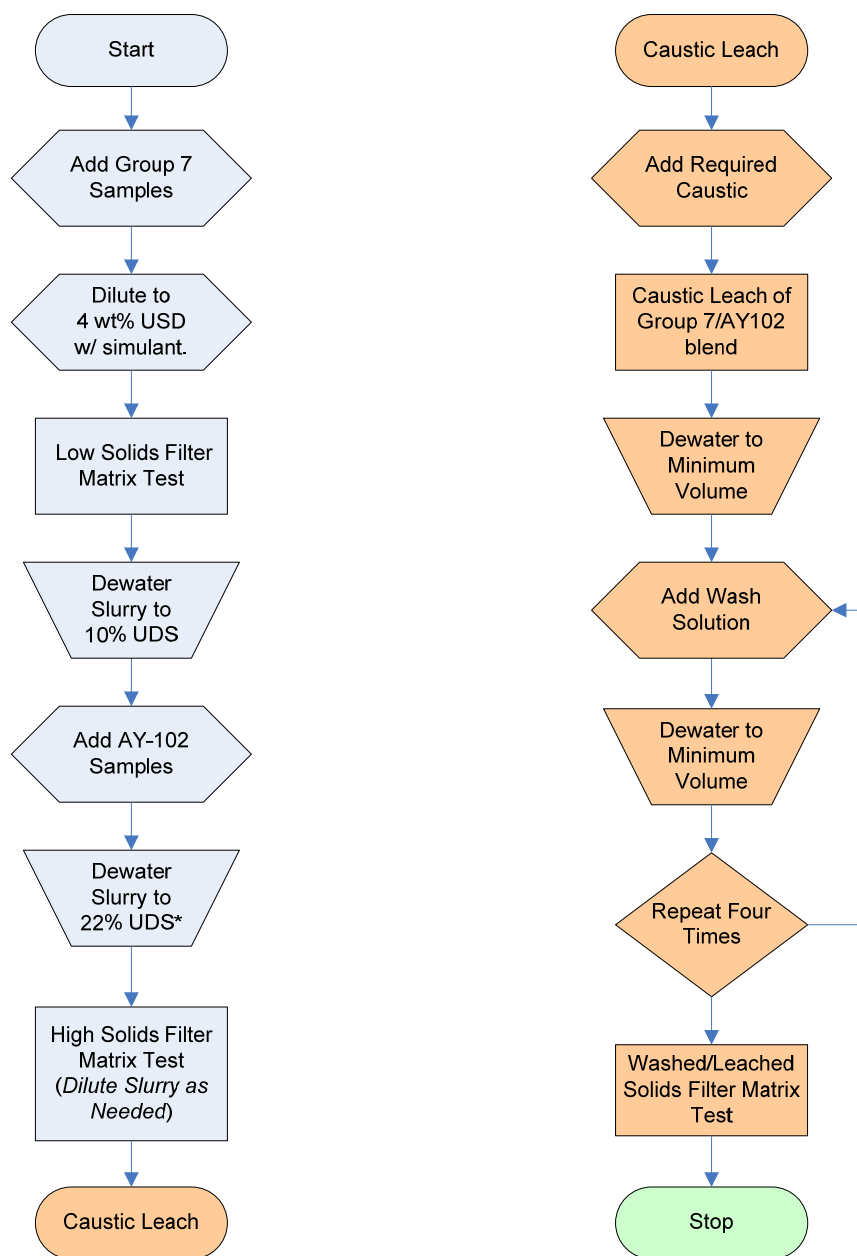 Start
Add Group 7
Samples
Dilute to
4 wt% USD
w/ simulant.
Low Solids Filter
Matrix Test
Dewater
Slurry to
10% UDS
Add AY-102
Samples
Dewater
Slurry to
22% UDS*
High Solids Filter
Matrix Test
(Dilute Slurry as
Needed)
Caustic Leach
Caustic Leach
Add Required
Caustic
Caustic Leach of
Group 7/AY102
blend
Dewater to
Minimum
Volume
Add Wash
Solution
Dewater to
Minimum
Volume
Repeat Four
Times
Washed/Leached
Solids Filter Matrix
Test
Stop